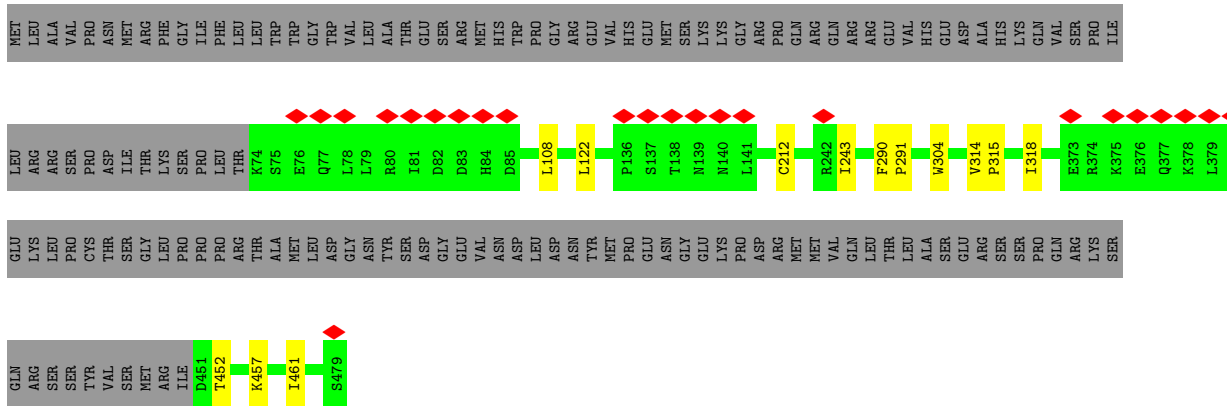 MET LEU ALA VAL PRO ASN MET ARG PHE GLY ILE PHE LEU LEU TRP TRP GLY TRP VAL LEU ALA THR GLU SER ARG MET HIS TRP PRO GLY ARG GLU VAL HIS GLU MET SER LYS LYS GLY ARG PRO GLN ARG GLN ARG ARG GLU VAL HIS GLU ASP ALA HIS LYS GLN VAL SER PRO ILE
LEU ARG ARG SER PRO ASP ILE THR LYS SER PRO LEU THR K74 S75 E76 Q77 L78 L79 R80 I81 D82 D83 H84 D85 L108 L122 P136 S137 T138 N139 N140 L141 C212 R242 I243 F290 P291 W304 V314 P315 I318 E373 R374 K375 E376 Q377 K378 L379
GLU LYS LEU PRO CYS THR SER GLY LEU PRO PRO PRO ARG THR ALA MET LEU ASP GLY ASN TYR SER ASP GLY GLU VAL ASN ASP LEU ASP ASN TYR MET PRO GLU ASN GLY GLU LYS PRO ASP ARG MET MET VAL GLN LEU THR LEU ALA SER GLU ARG SER SER PRO GLN ARG LYS SER
GLN ARG SER SER TYR VAL SER MET ARG ILE D451 T452 K457 I461 S479